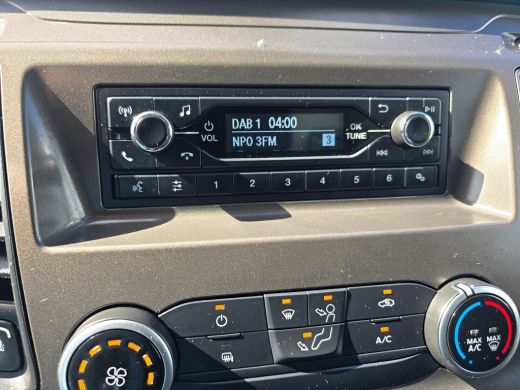 DAB 1 04:00
VOL
OK
TUNE
NPO 3FM 3
1 2 3 4 5 6
MAX
A/C
MAX
A/C